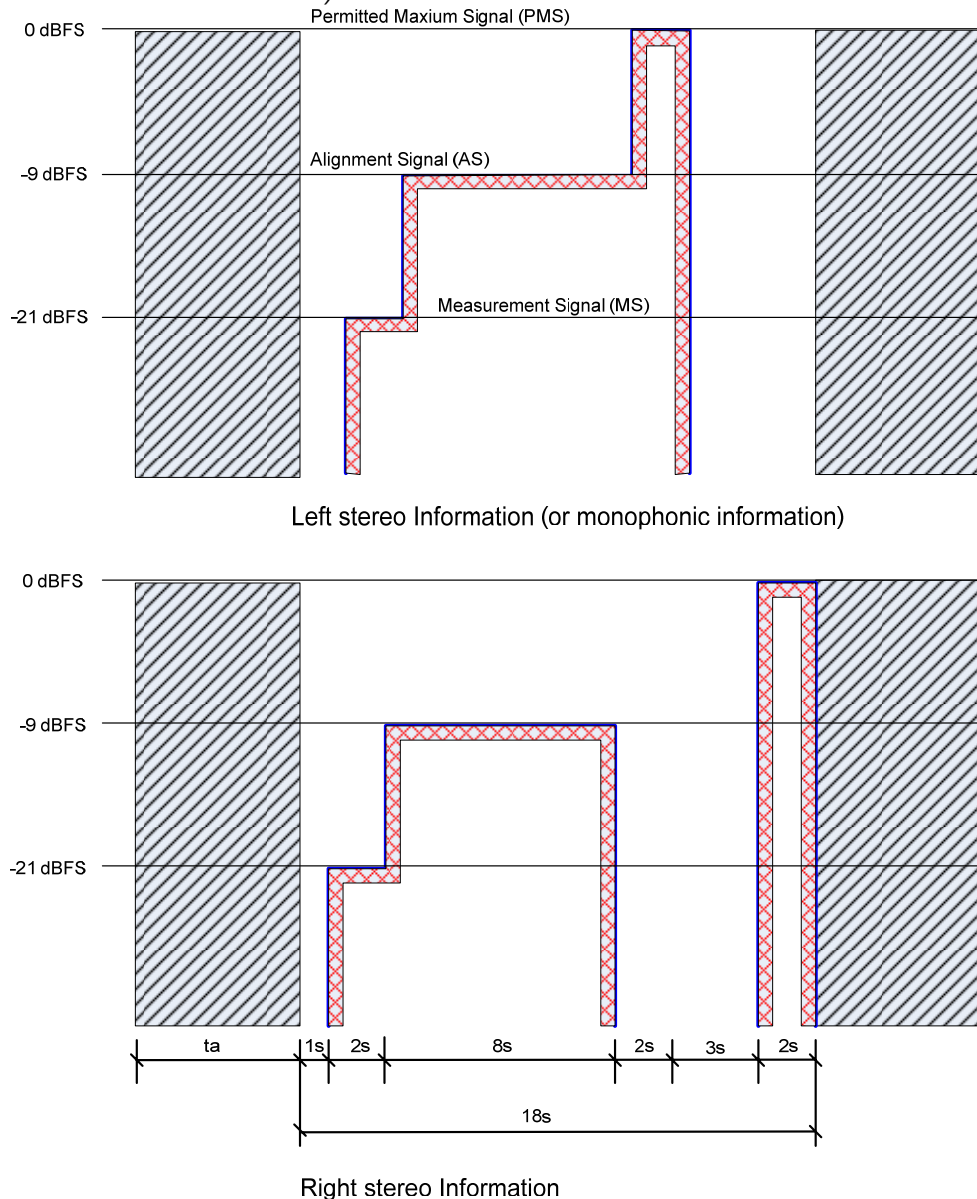 Permitted Maxium Signal (PMS)
0 dBFS
Alignment Signal (AS)
-9 dBFS
Measurement Signal (MS)
-21 dBFS
Left stereo Information (or monophonic information)
0 dBFS
-9 dBFS
-21 dBFS
ta 1s 2s 8s 2s 3s 2s
18s
Right stereo Information